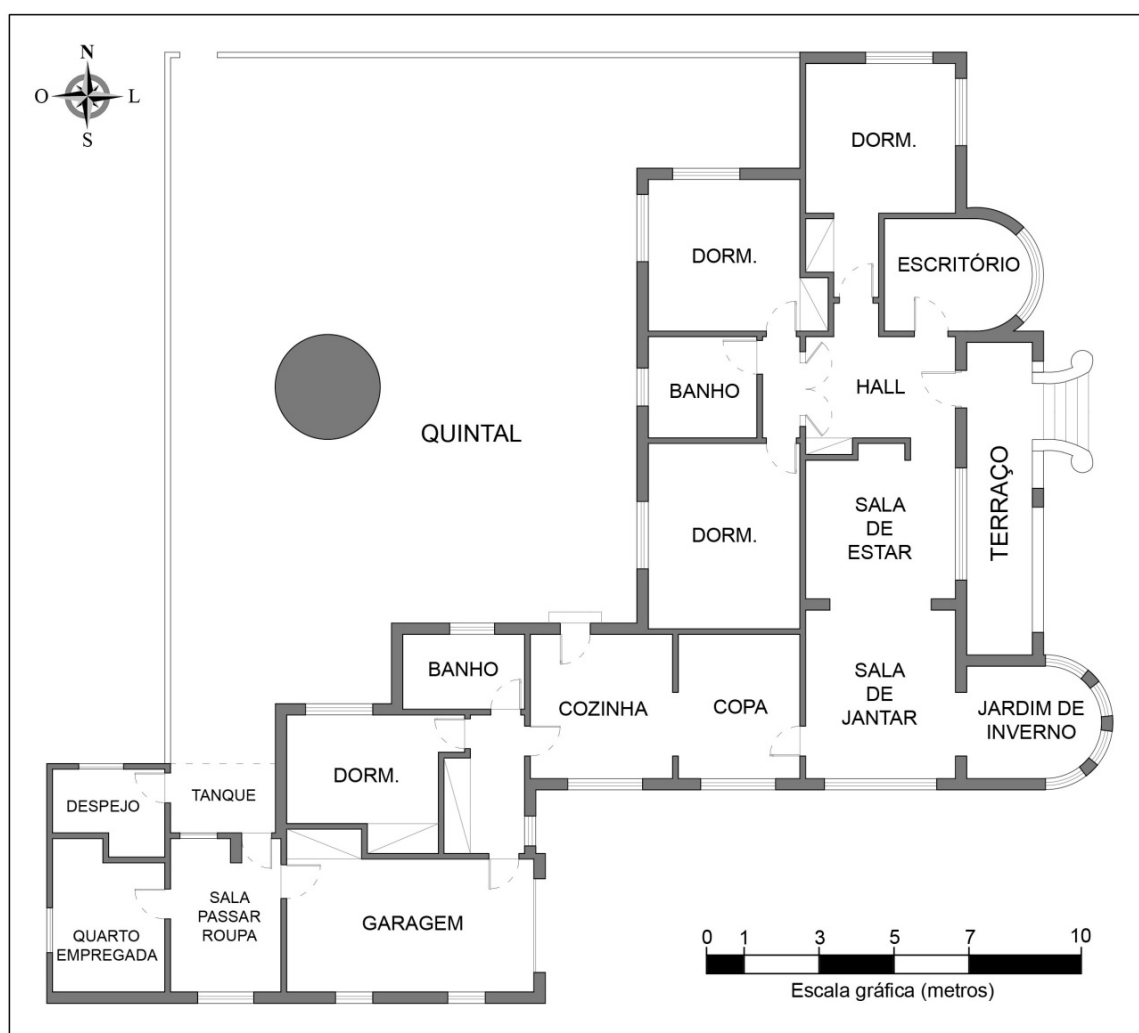 N
O
L
S
DORM.
DORM.
ESCRITÓRIO
BANHO
HALL
QUINTAL
TERRAÇO
SALA
DE
ESTAR
DORM.
BANHO
COZINHA
COPA
SALA
DE
JANTAR
JARDIM DE
INVERNO
DORM.
DESPEJO
TANQUE
SALA
PASSAR
ROUPA
GARAGEM
QUARTO
EMPREGADA
0 1 3 5 7 10
Escala gráfica (metros)